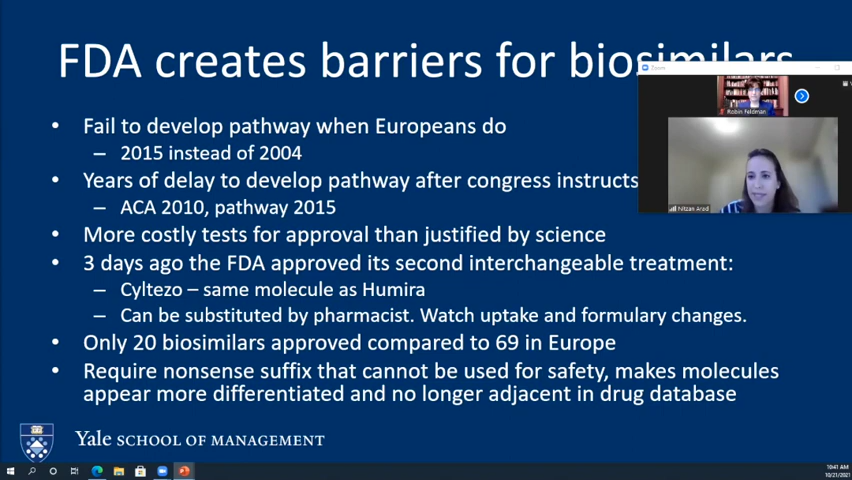 FDA creates barriers for biosimilars
Zoom
Robin Feldman
• Fail to develop pathway when Europeans do
– 2015 instead of 2004
• Years of delay to develop pathway after congress instructs
– ACA 2010, pathway 2015
Nitzan Arad
• More costly tests for approval than justified by science
• 3 days ago the FDA approved its second interchangeable treatment:
– Cyltezo – same molecule as Humira
– Can be substituted by pharmacist. Watch uptake and formulary changes.
• Only 20 biosimilars approved compared to 69 in Europe
• Require nonsense suffix that cannot be used for safety, makes molecules
appear more differentiated and no longer adjacent in drug database
Yale SCHOOL OF MANAGEMENT
10:41 AM
10/21/2021